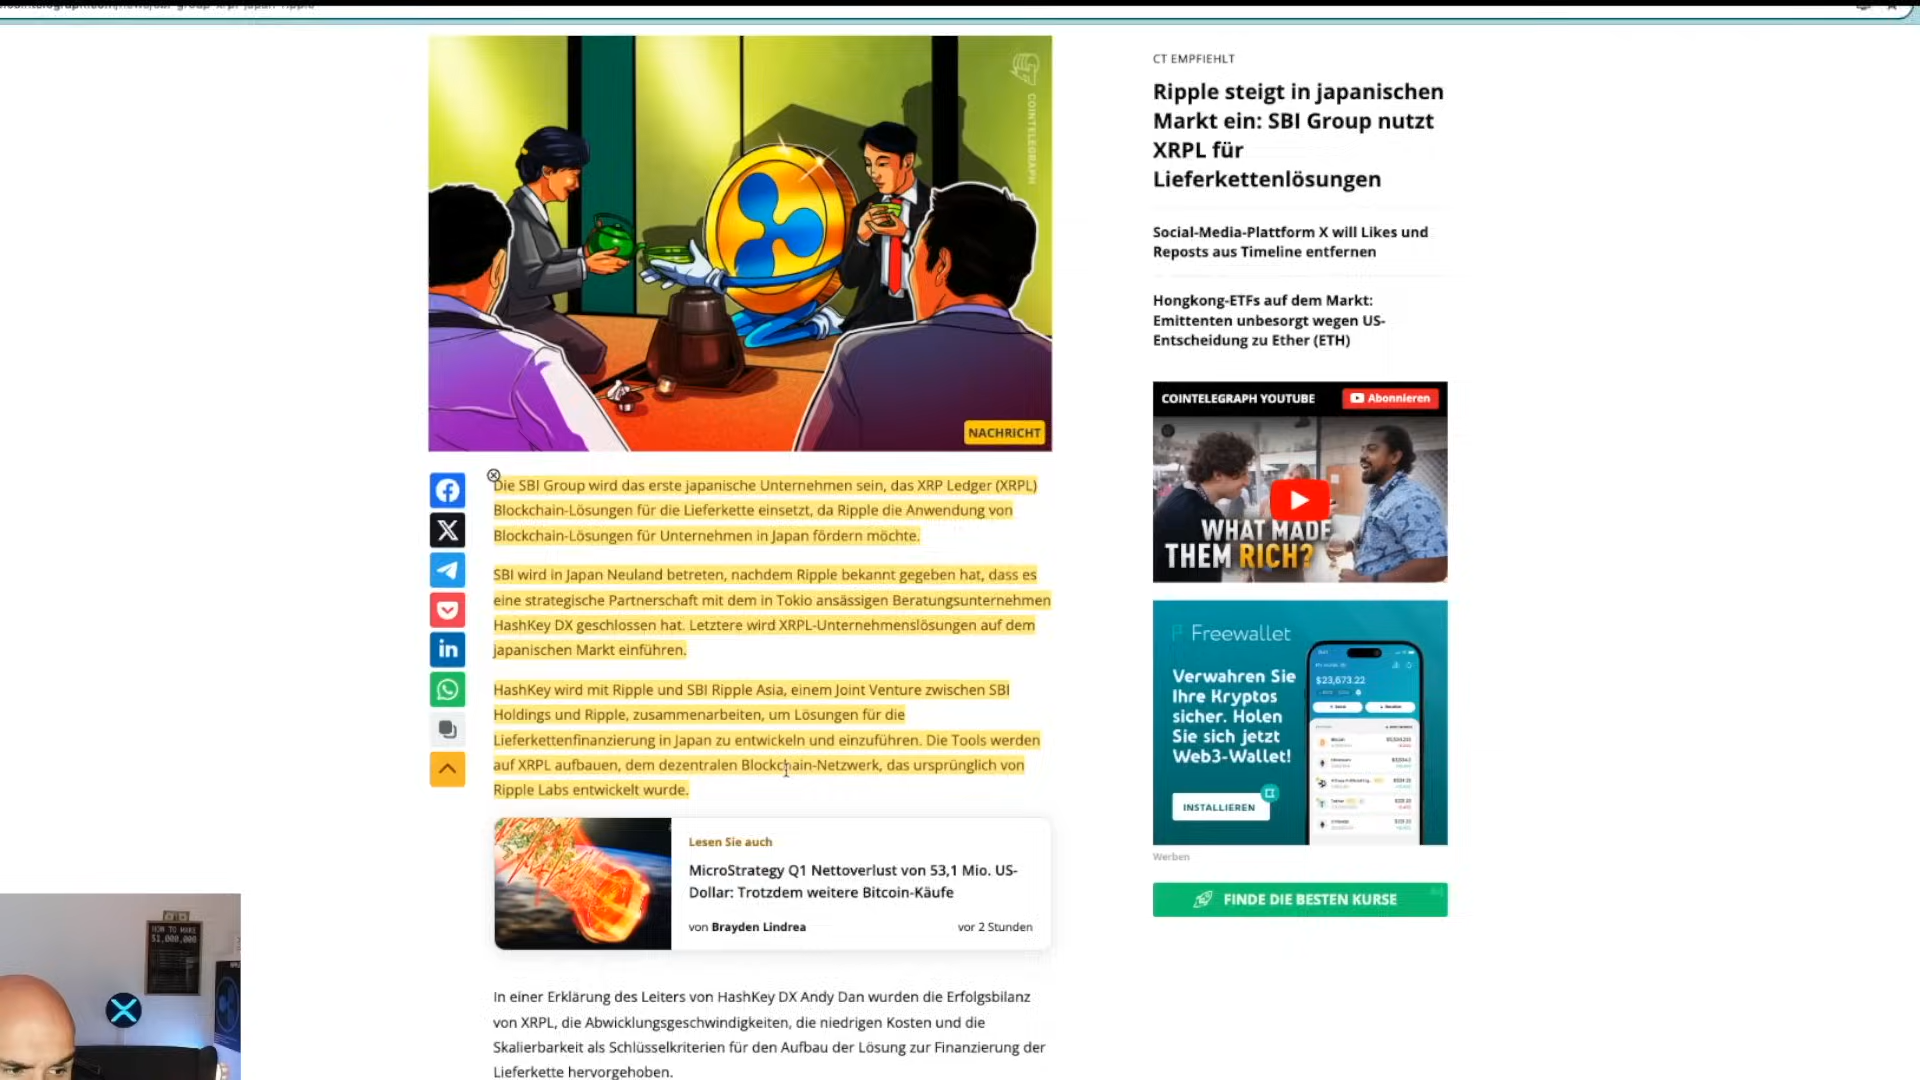 COINTELEGRAPH
NACHRICHT
Die SBI Group wird das erste japanische Unternehmen sein, das XRP Ledger (XRPL)
Blockchain-Lösungen für die Lieferkette einsetzt, da Ripple die Anwendung von
Blockchain-Lösungen für Unternehmen in Japan fördern möchte.
SBI wird in Japan Neuland betreten, nachdem Ripple bekannt gegeben hat, dass es
eine strategische Partnerschaft mit dem in Tokio ansässigen Beratungsunternehmen
HashKey DX geschlossen hat. Letztere wird XRPL-Unternehmenslösungen auf dem
japanischen Markt einführen.
HashKey wird mit Ripple und SBI Ripple Asia, einem Joint Venture zwischen SBI
Holdings und Ripple, zusammenarbeiten, um Lösungen für die
Lieferkettenfinanzierung in Japan zu entwickeln und einzuführen. Die Tools werden
auf XRPL aufbauen, dem dezentralen Blockchain-Netzwerk, das ursprünglich von
Ripple Labs entwickelt wurde.
Lesen Sie auch
MicroStrategy Q1 Nettoverlust von 53,1 Mio. US-
Dollar: Trotzdem weitere Bitcoin-Käufe
von Brayden Lindrea
vor 2 Stunden
In einer Erklärung des Leiters von HashKey DX Andy Dan wurden die Erfolgsbilanz
von XRPL, die Abwicklungsgeschwindigkeiten, die niedrigen Kosten und die
Skalierbarkeit als Schlüsselkriterien für den Aufbau der Lösung zur Finanzierung der
Lieferkette hervorgehoben.
CT EMPFIEHLT
Ripple steigt in japanischen
Markt ein: SBI Group nutzt
XRPL für
Lieferkettenlösungen
Social-Media-Plattform X will Likes und
Reposts aus Timeline entfernen
Hongkong-ETFs auf dem Markt:
Emittenten unbesorgt wegen US-
Entscheidung zu Ether (ETH)
COINTELEGRAPH YOUTUBE
Abonnieren
WHAT MADE
THEM RICH?
Freewallet
Verwahren Sie
Ihre Kryptos
sicher. Holen
Sie sich jetzt
Web3-Wallet!
INSTALLIEREN
$23,673.22
Werben
FINDE DIE BESTEN KURSE
HOW TO MAKE
$1,000,000